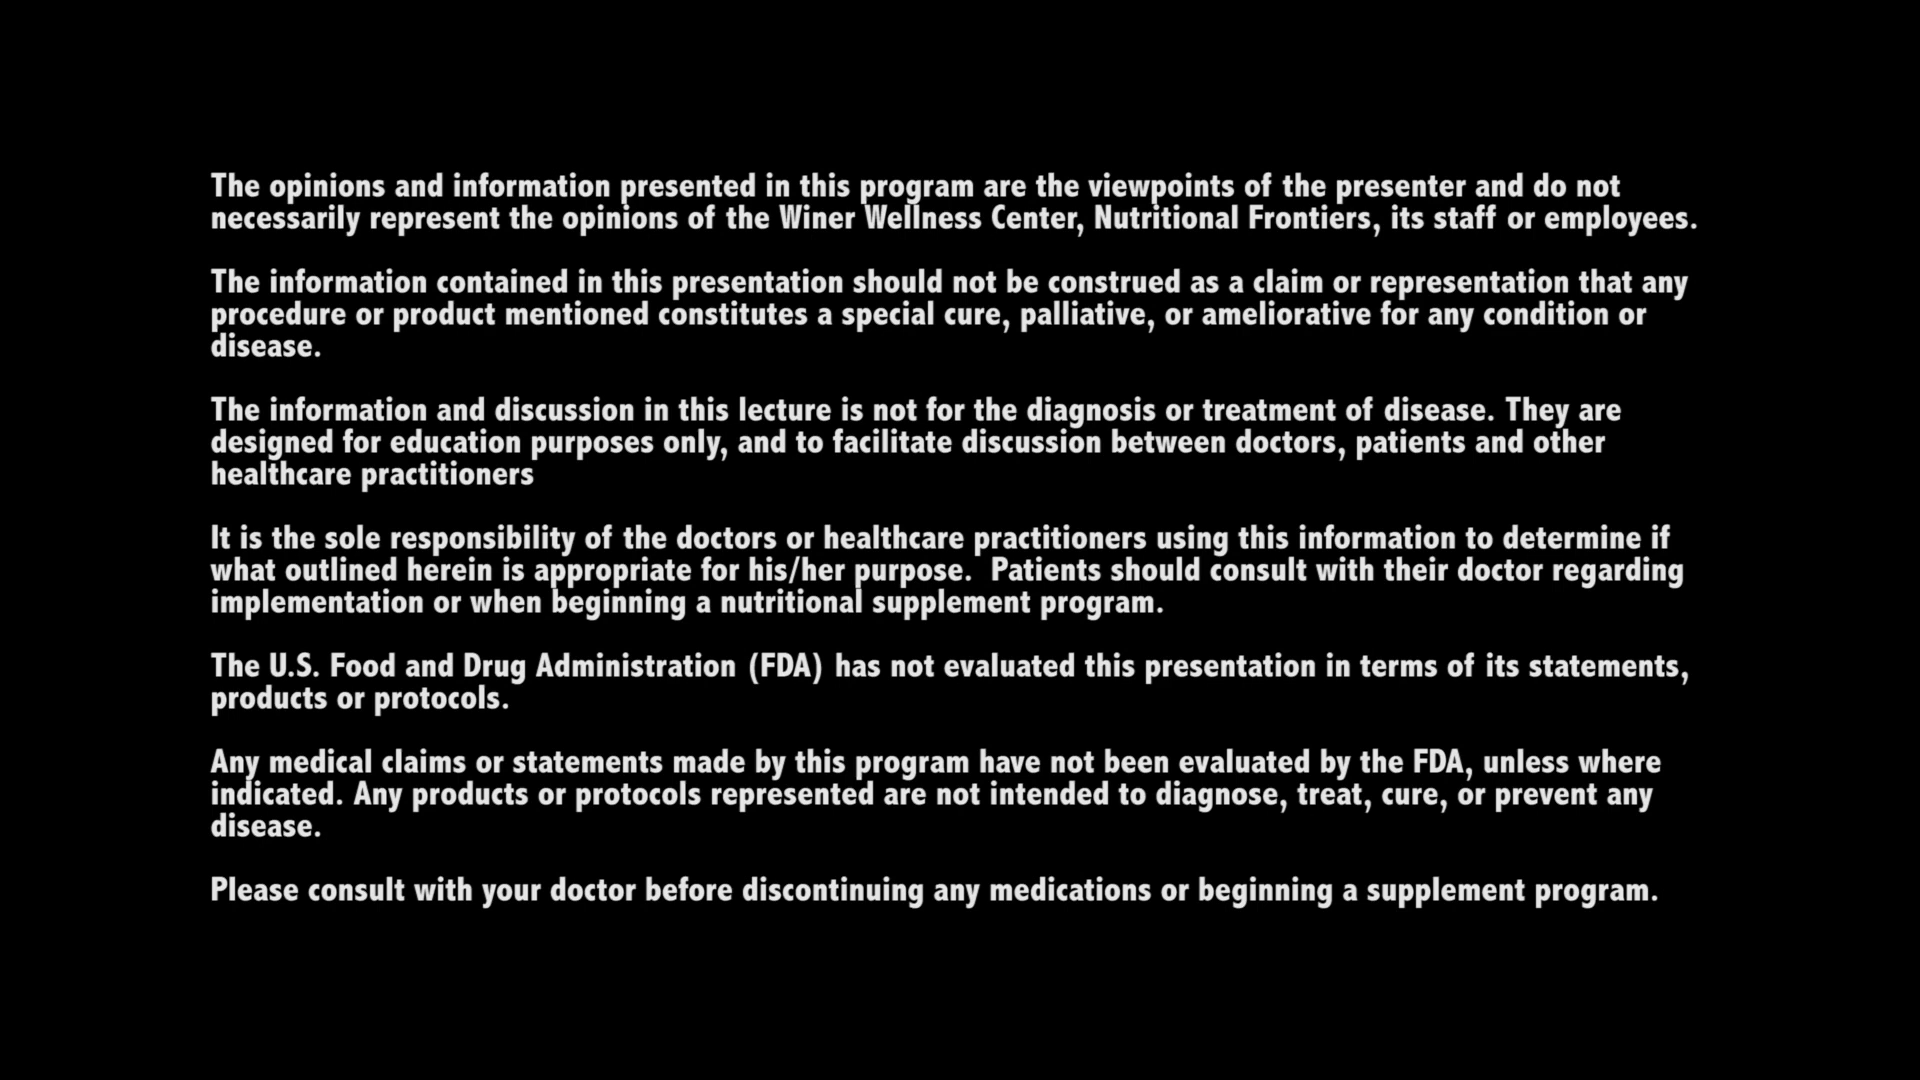 The opinions and information presented in this program are the viewpoints of the presenter and do not
necessarily represent the opinions of the Winer Wellness Center, Nutritional Frontiers, its staff or employees.
The information contained in this presentation should not be construed as a claim or representation that any
procedure or product mentioned constitutes a special cure, palliative, or ameliorative for any condition or
disease.
The information and discussion in this lecture is not for the diagnosis or treatment of disease. They are
designed for education purposes only, and to facilitate discussion between doctors, patients and other
healthcare practitioners
It is the sole responsibility of the doctors or healthcare practitioners using this information to determine if
what outlined herein is appropriate for his/her purpose.  Patients should consult with their doctor regarding
implementation or when beginning a nutritional supplement program.
The U.S. Food and Drug Administration (FDA) has not evaluated this presentation in terms of its statements,
products or protocols.
Any medical claims or statements made by this program have not been evaluated by the FDA, unless where
indicated. Any products or protocols represented are not intended to diagnose, treat, cure, or prevent any
disease.
Please consult with your doctor before discontinuing any medications or beginning a supplement program.